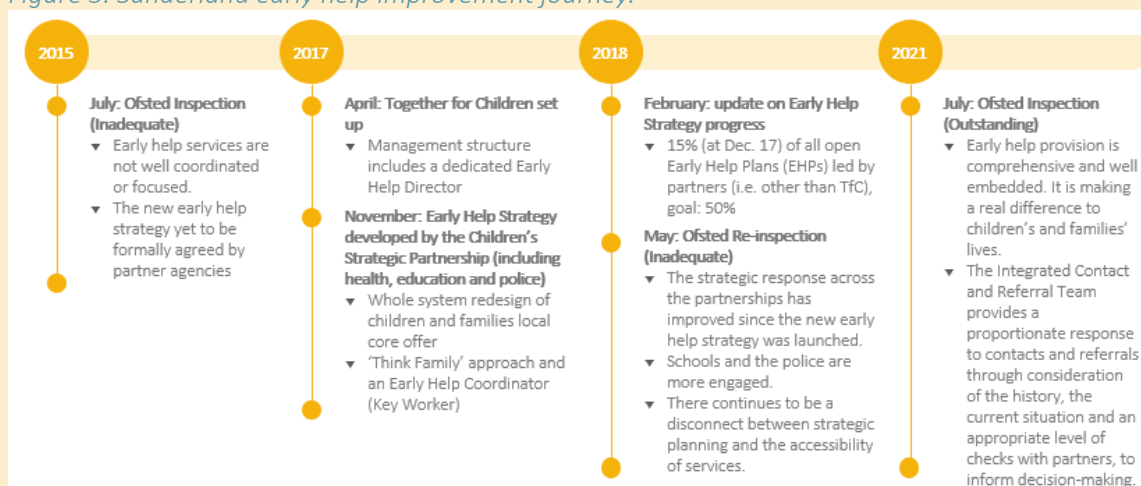 Figure 5. Sunderland early help improvement journey.
2015
July: Ofsted Inspection
(Inadequate)
Early help services are
not well coordinated
or focused.
The new early help
strategy yet to be
formally agreed by
partner agencies
2017
April: Together for Children set
up
Management structure
includes a dedicated Early
Help Director
November: Early Help Strategy
developed by the Children's
Strategic Partnership (including
health, education and police)
Whole system redesign of
children and families local
core offer
'Think Family' approach and
an Early Help Coordinator
(Key Worker)
2018
February: update on Early Help
Strategy progress
15% (at Dec. 17) of all open
Early Help Plans (EHPs) led by
partners (i.e. other than TfC),
goal: 50%
May: Ofsted Re-inspection
(Inadequate)
The strategic response across
the partnerships has
improved since the new early
help strategy was launched.
Schools and the police are
more engaged.
There continues to be a
disconnect between strategic
planning and the accessibility
of services.
2021
July: Ofsted Inspection
(Outstanding)
Early help provision is
comprehensive and well
embedded. It is making
a real difference to
children's and families'
lives.
The Integrated Contact
and Referral Team
provides a
proportionate response
to contacts and referrals
through consideration
of the history, the
current situation and an
appropriate level of
checks with partners, to
inform decision-making.